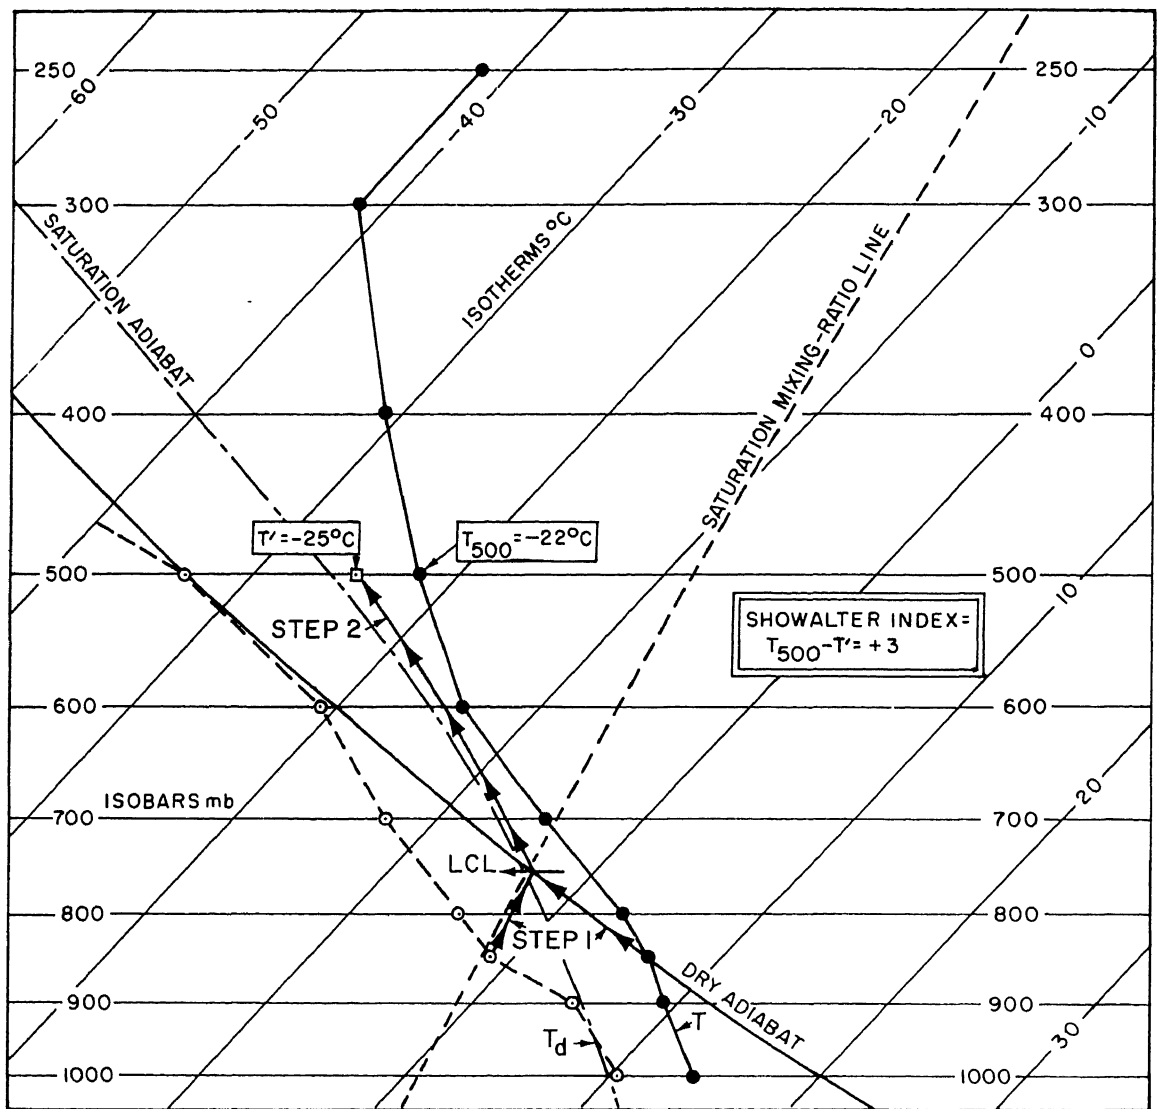 250
-60
-50
-40
-30
-20
250
-10
300
300
SATURATION ADIABAT
ISOTHERMS °C
SATURATION MIXING-RATIO LINE
0
400
400
T'=-25°C
T500=-22°C
500
500
10
STEP 2
SHOWALTER INDEX=
T500-T'= +3
600
600
ISOBARS mb
20
700
700
LCL
800
800
STEP 1
DRY ADIABAT
900
900
T
Td
30
1000
1000